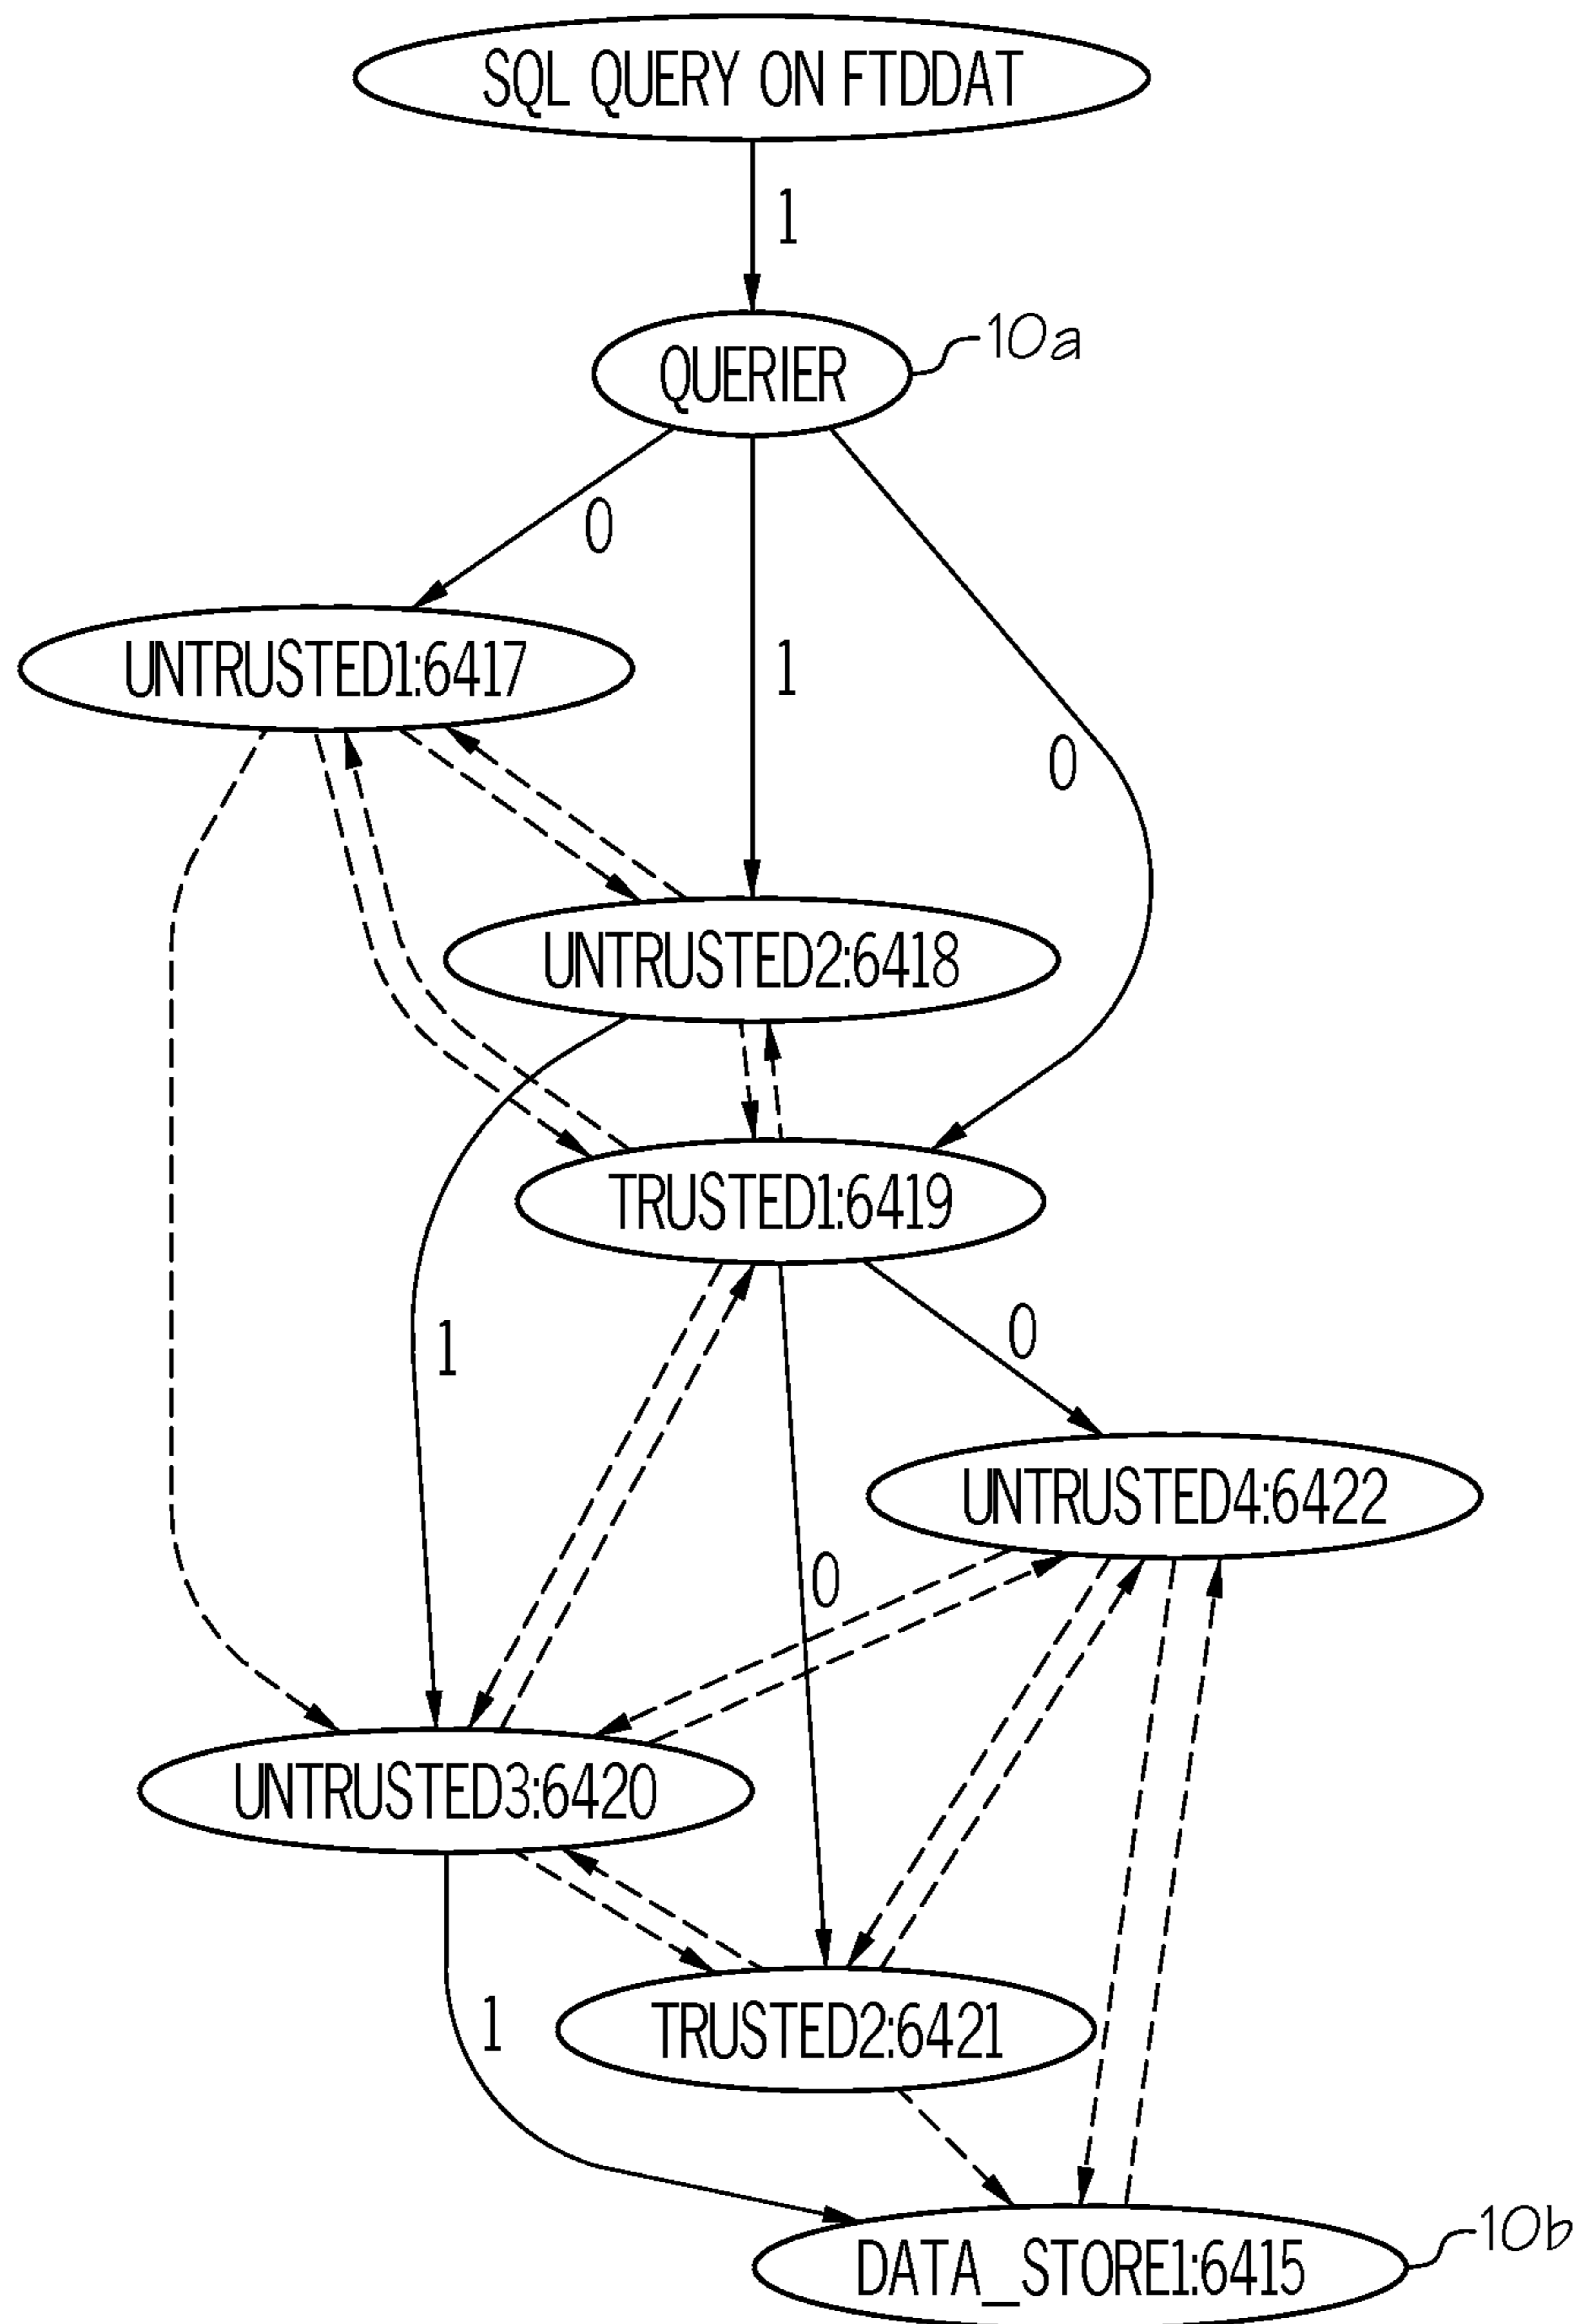 SQL QUERY ON FTDDAT
1
QUERIER
10a
0
UNTRUSTED1:6417
1
0
UNTRUSTED2:6418
TRUSTED1:6419
0
1
UNTRUSTED4:6422
0
UNTRUSTED3:6420
1
TRUSTED2:6421
DATA_STORE1:6415
10b